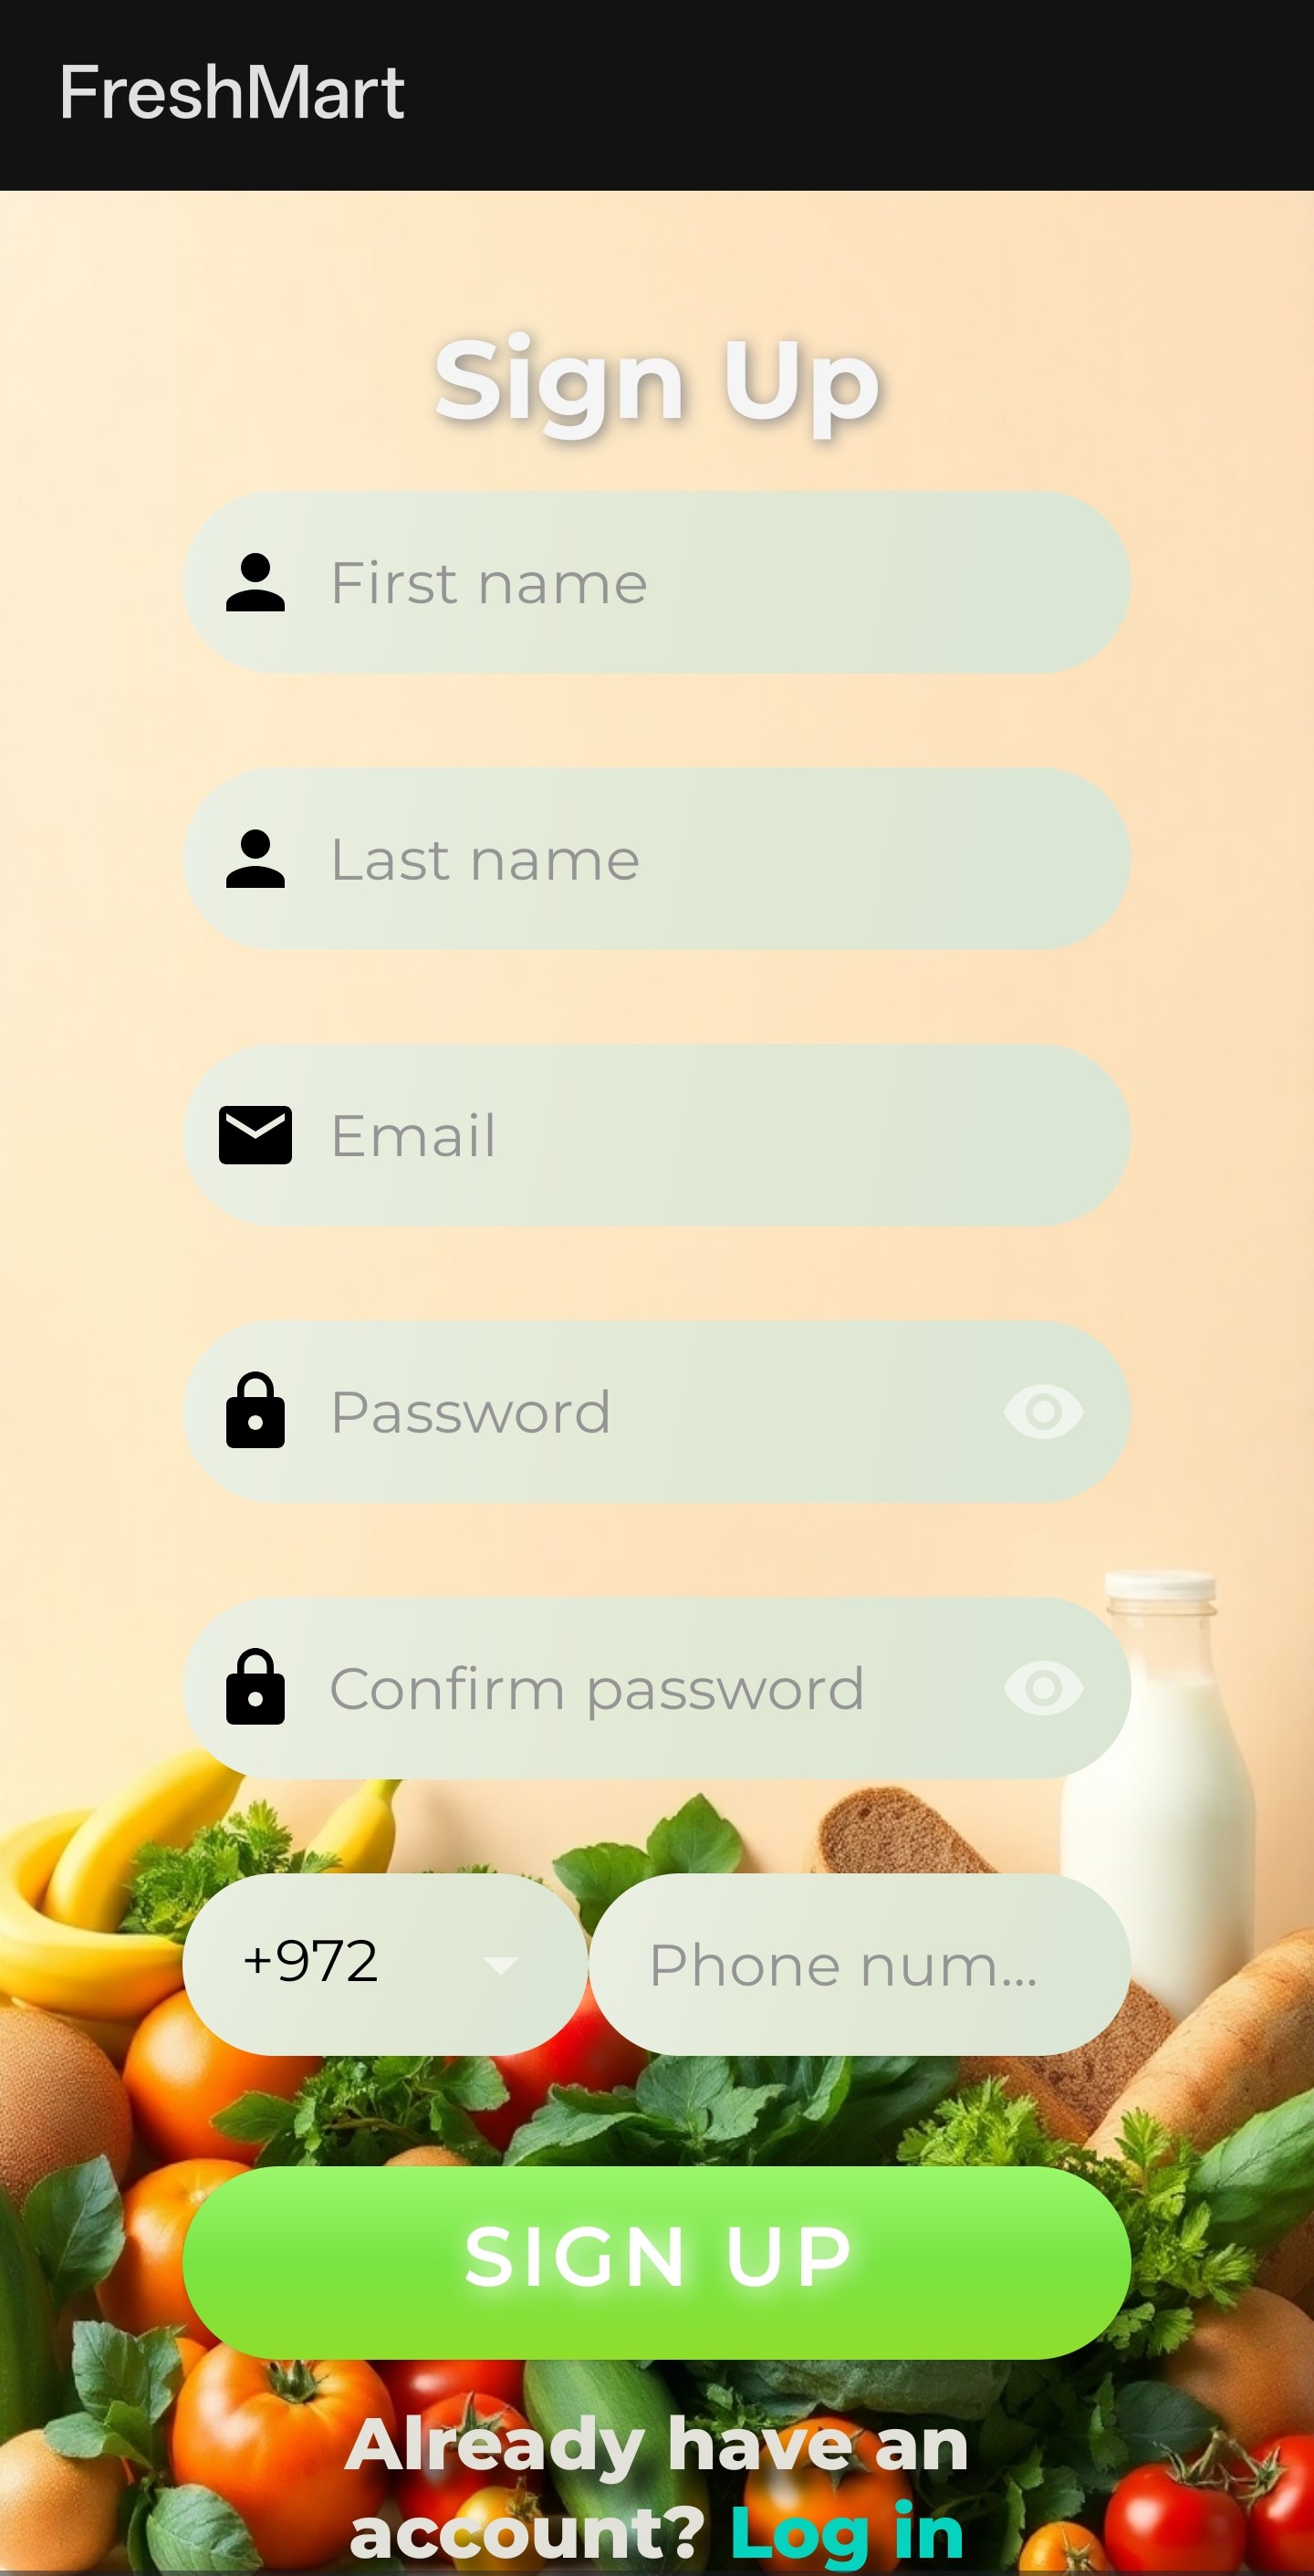 FreshMart
Sign Up
First name
Last name
Email
Password
Confirm password
+972 Phone num...
SIGN UP
Already have an
account? Log in